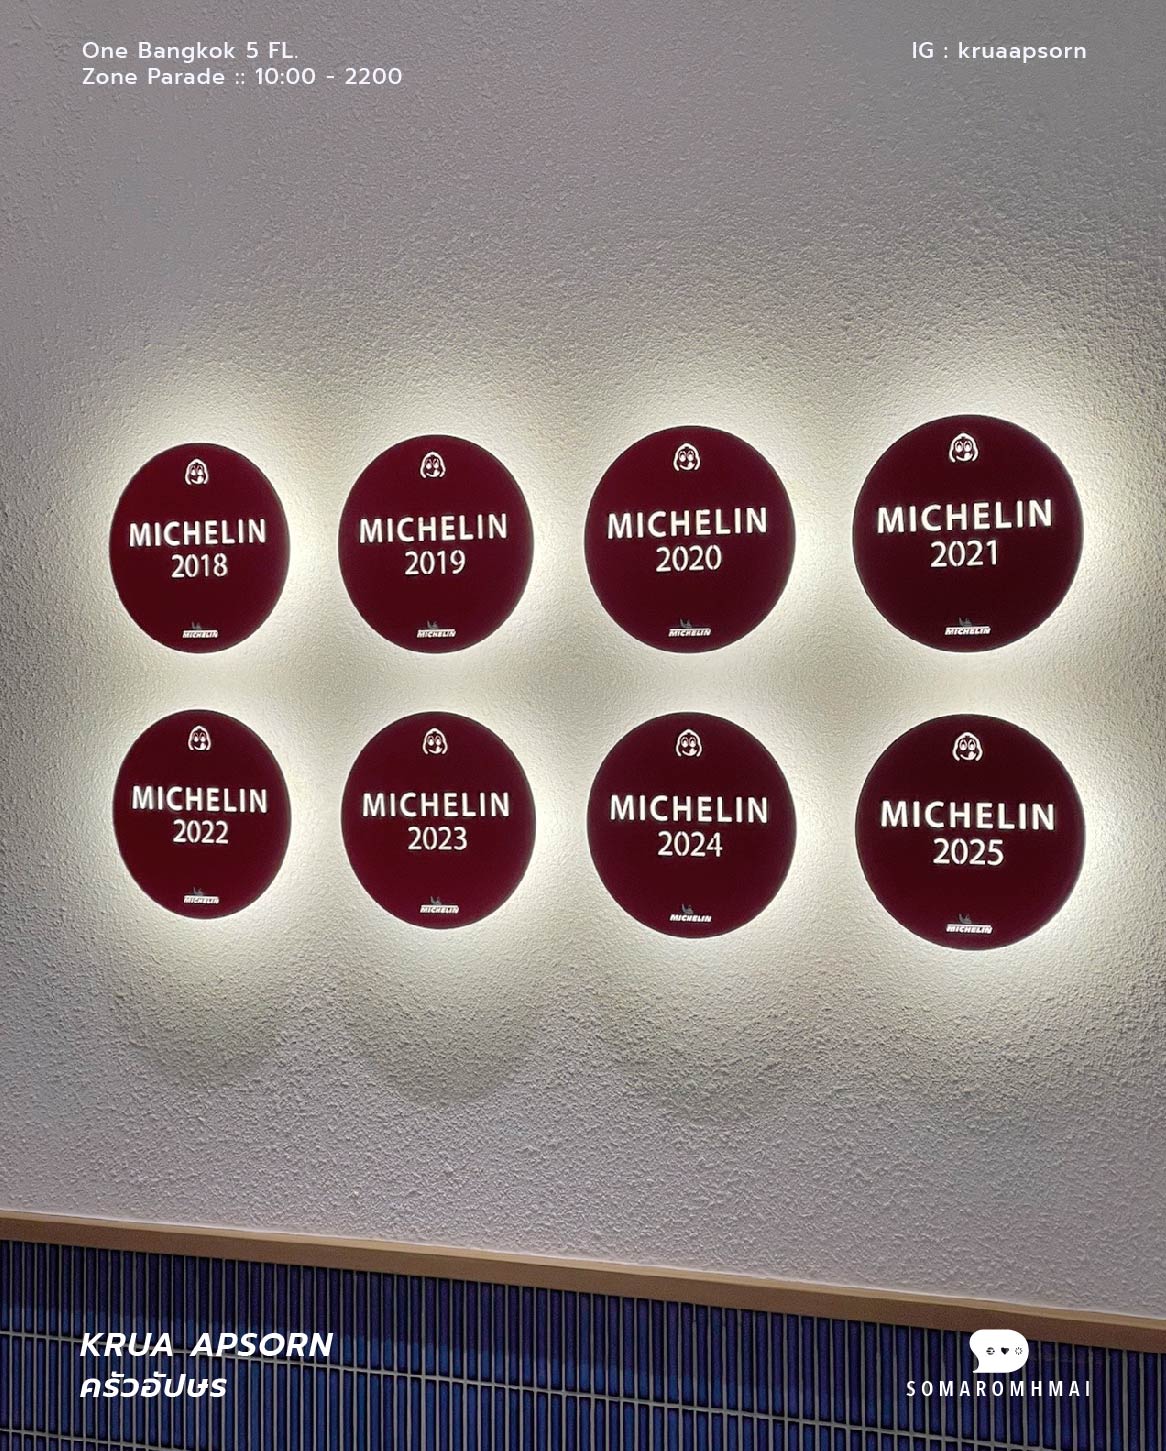 One Bangkok 5 FL.
Zone Parade :: 10:00 - 2200
IG : kruaapsorn
MICHELIN
2018
MICHELIN
MICHELIN
2019
MICHELIN
MICHELIN
2020
MICHELIN
MICHELIN
2021
MICHELIN
MICHELIN
2022
MICHELIN
MICHELIN
2023
MICHELIN
MICHELIN
2024
MICHELIN
MICHELIN
2025
MICHELIN
KRUA APSORN
ครัวอัปษร
SOMAROMHMAI